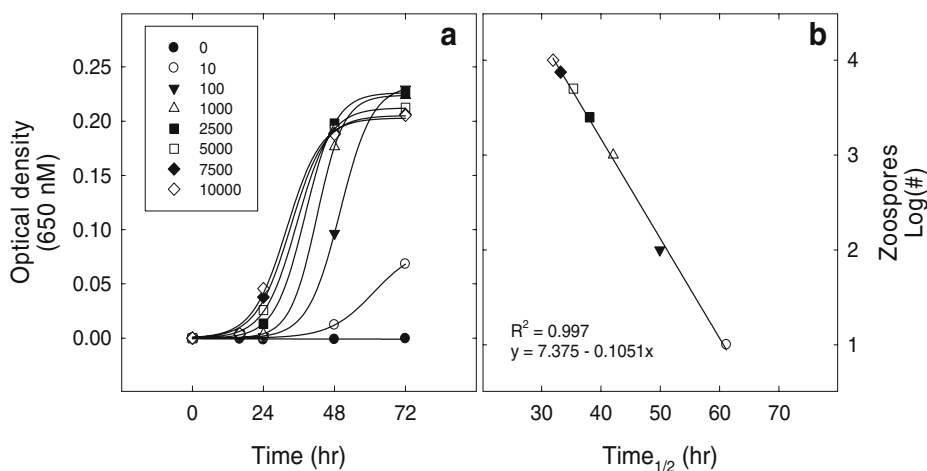 a
b
0
10
100
1000
2500
5000
7500
10000
0.25
0.20
0.15
0.10
0.05
0.00
Optical density
(650 nM)
0 24 48 72
Time (hr)
R² = 0.997
y = 7.375 - 0.1051x
30 40 50 60 70
Time₁/₂ (hr)
4
3
2
1
Zoospores
Log(#)